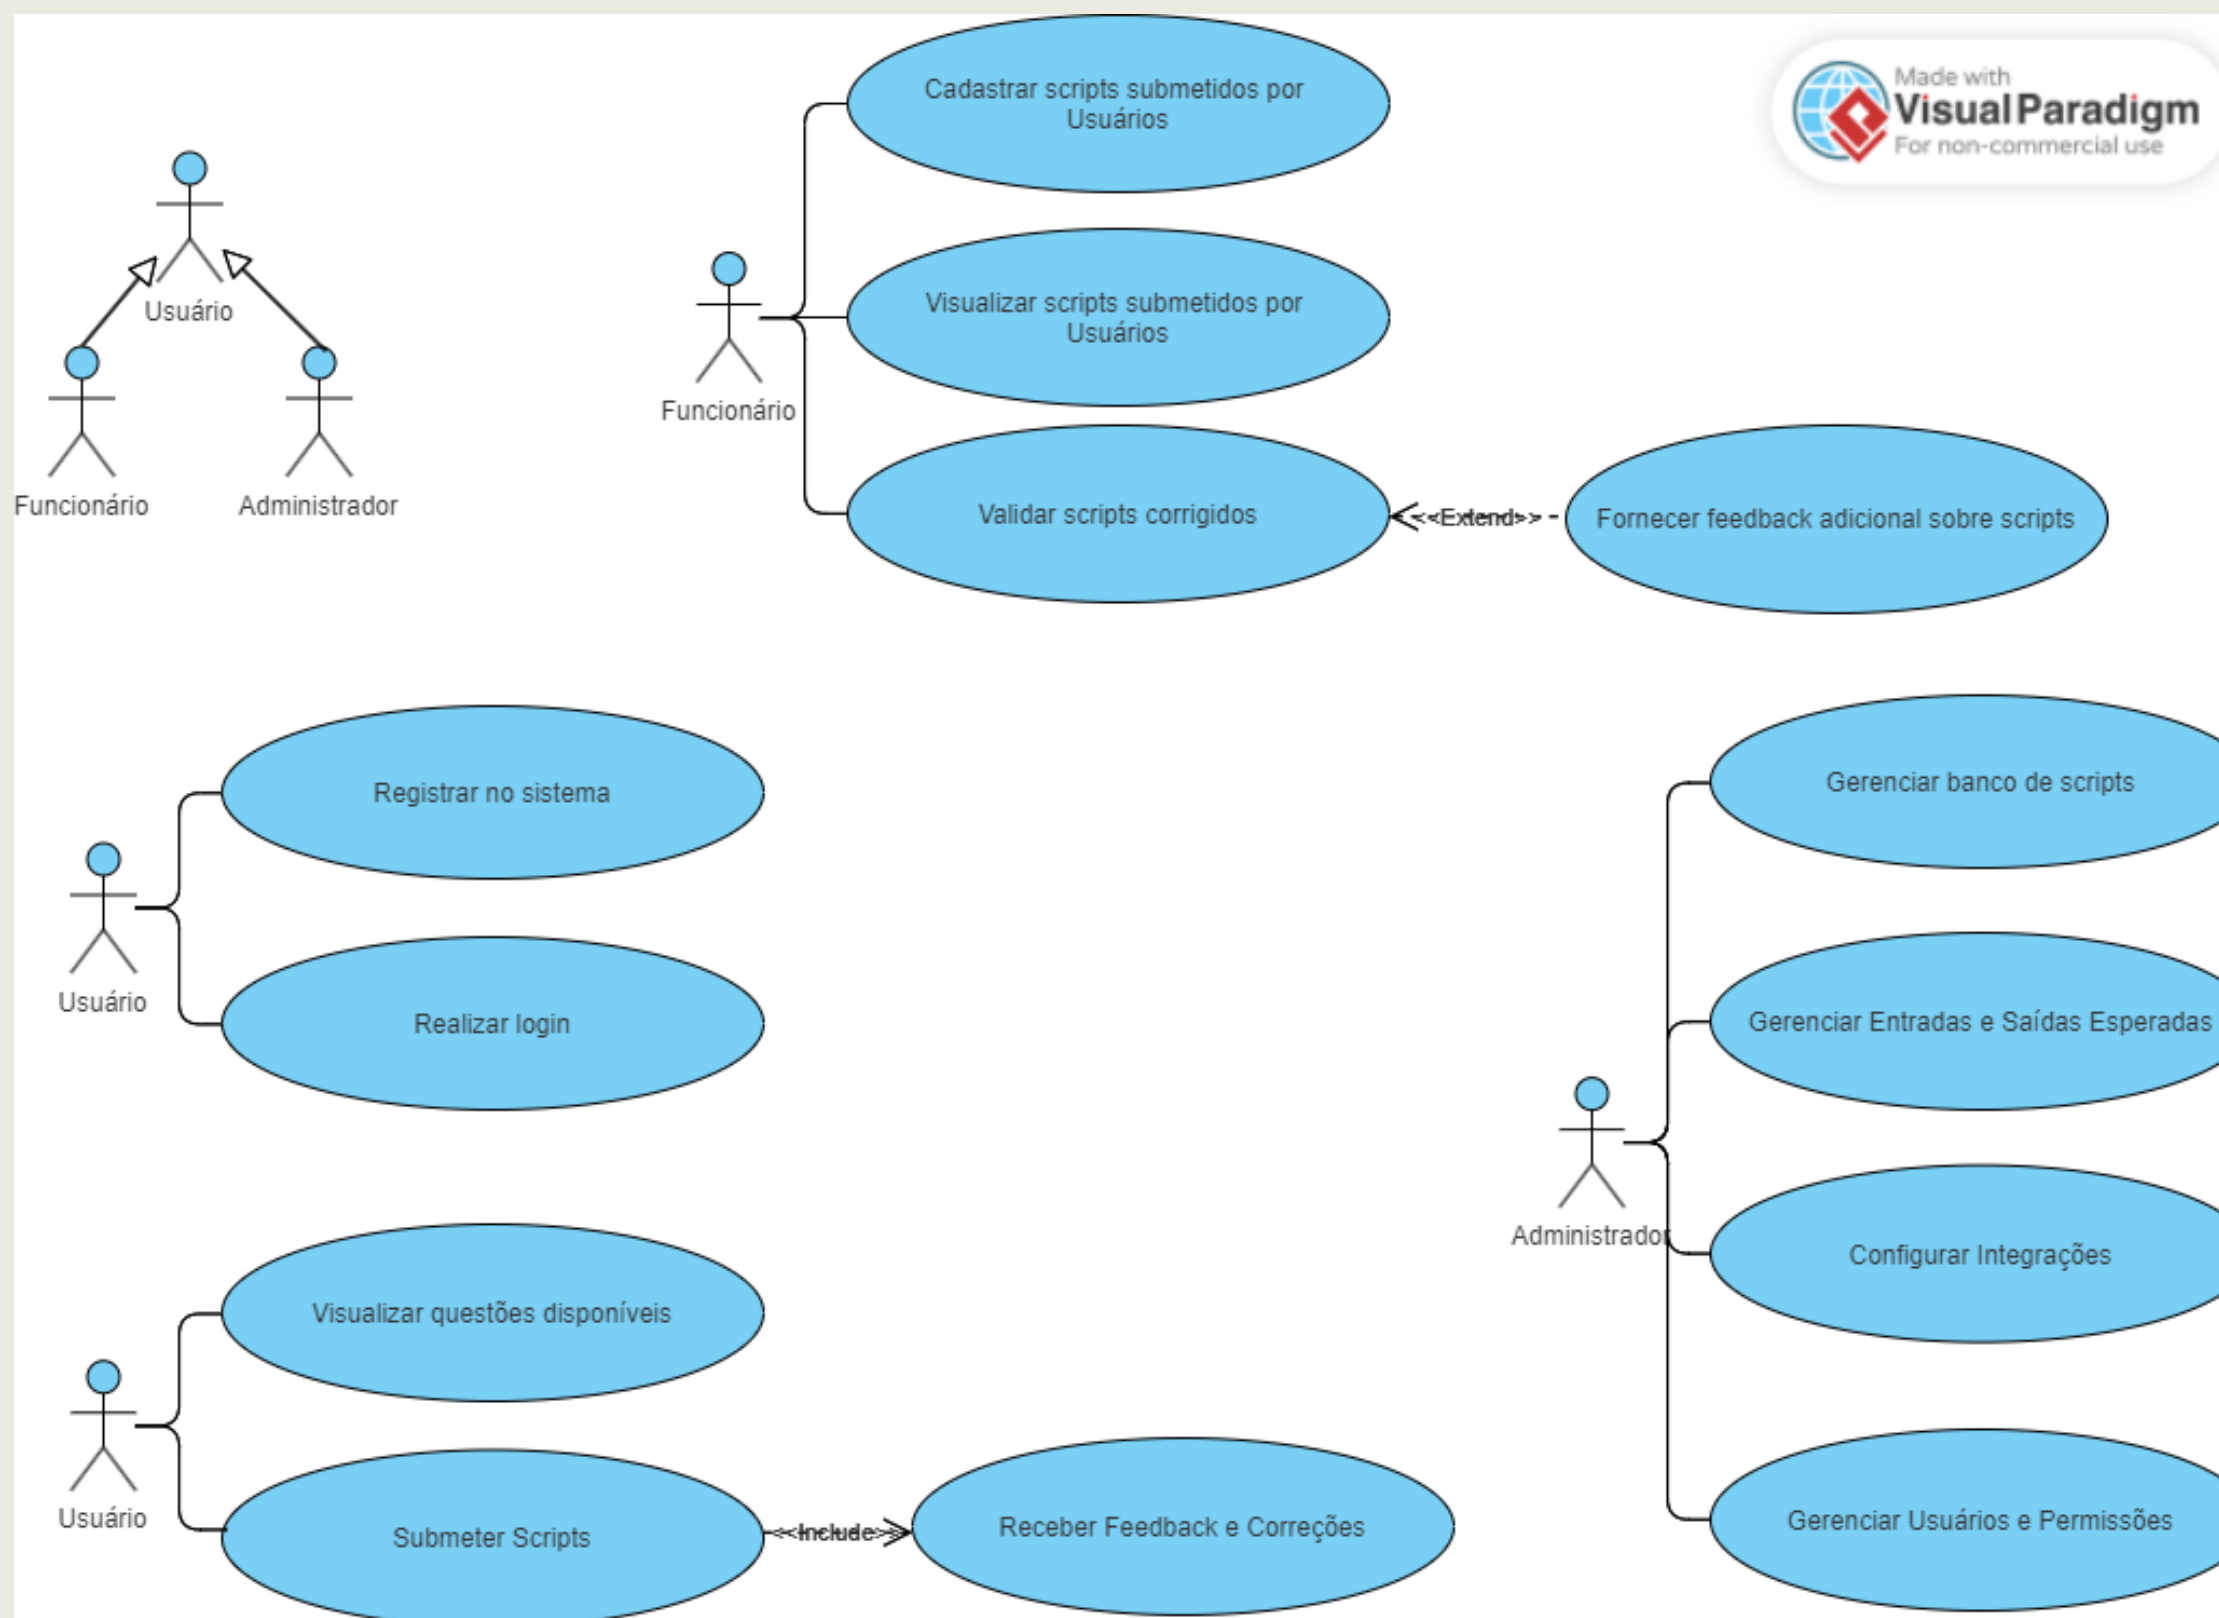 Made with
Visual Paradigm
For non-commercial use
Cadastrar scripts submetidos por
Usuários
Usuário
Visualizar scripts submetidos por
Usuários
Funcionário
Funcionário
Administrador
Validar scripts corrigidos
<<Extend>>
Fornecer feedback adicional sobre scripts
Registrar no sistema
Usuário
Realizar login
Gerenciar banco de scripts
Gerenciar Entradas e Saídas Esperadas
Administrador
Configurar Integrações
Gerenciar Usuários e Permissões
Visualizar questões disponíveis
Usuário
Submeter Scripts
<<Include>>
Receber Feedback e Correções